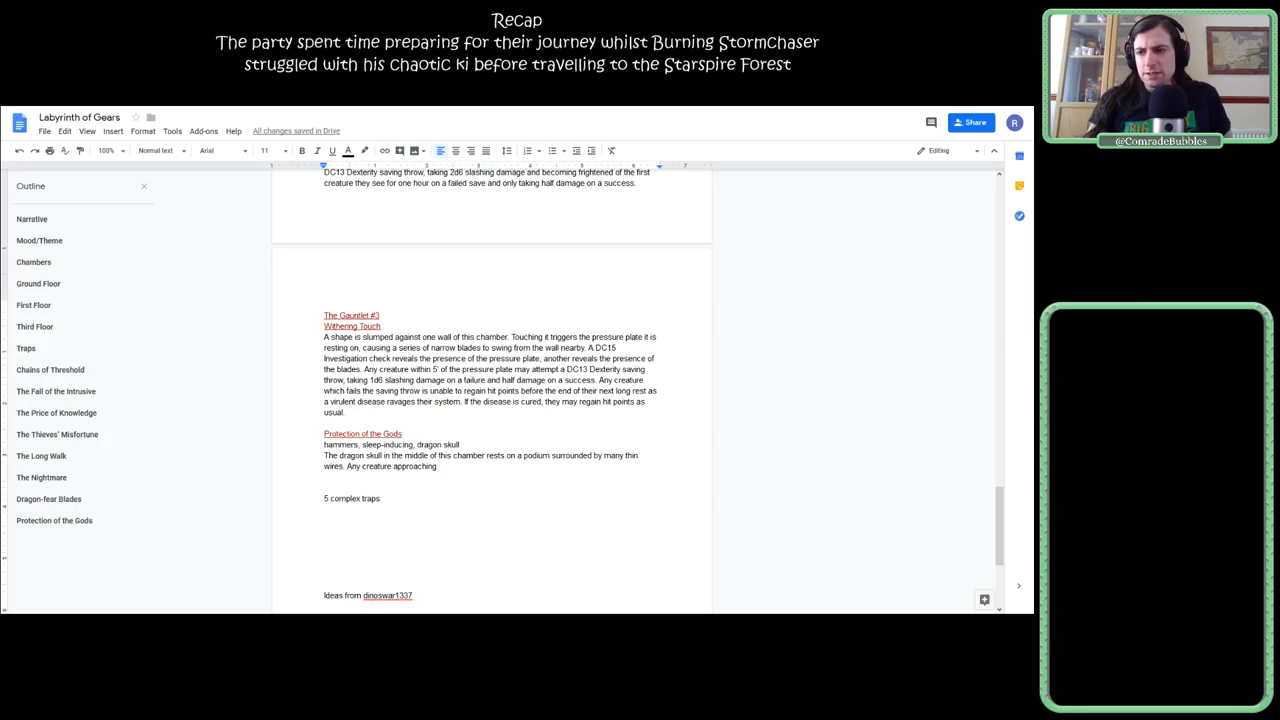 Recap
The party spent time preparing for their journey whilst Burning Stormchaser
struggled with his chaotic ki before travelling to the Starspire Forest
@ComradeBubbles
Labyrinth of Gears
File Edit View Insert Format Tools Add-ons Help All changes saved in Drive
Share
R
100% Normal text Arial 11 Editing
1 1 2 3 4 5 6 7
Outline
Narrative
Mood/Theme
Chambers
Ground Floor
First Floor
Third Floor
Traps
Chains of Threshold
The Fall of the Intrusive
The Price of Knowledge
The Thieves' Misfortune
The Long Walk
The Nightmare
Dragon-fear Blades
Protection of the Gods
DC13 Dexterity saving throw, taking 2d6 slashing damage and becoming frightened of the first
creature they see for one hour on a failed save and only taking half damage on a success.
The Gauntlet #3
Withering Touch
A shape is slumped against one wall of this chamber. Touching it triggers the pressure plate it is
resting on, causing a series of narrow blades to swing from the wall nearby. A DC15
Investigation check reveals the presence of the pressure plate, another reveals the presence of
the blades. Any creature within 5' of the pressure plate may attempt a DC13 Dexterity saving
throw, taking 1d6 slashing damage on a failure and half damage on a success. Any creature
which fails the saving throw is unable to regain hit points before the end of their next long rest as
a virulent disease ravages their system. If the disease is cured, they may regain hit points as
usual.
Protection of the Gods
hammers, sleep-inducing, dragon skull
The dragon skull in the middle of this chamber rests on a podium surrounded by many thin
wires. Any creature approaching
5 complex traps
Ideas from dinoswar1337